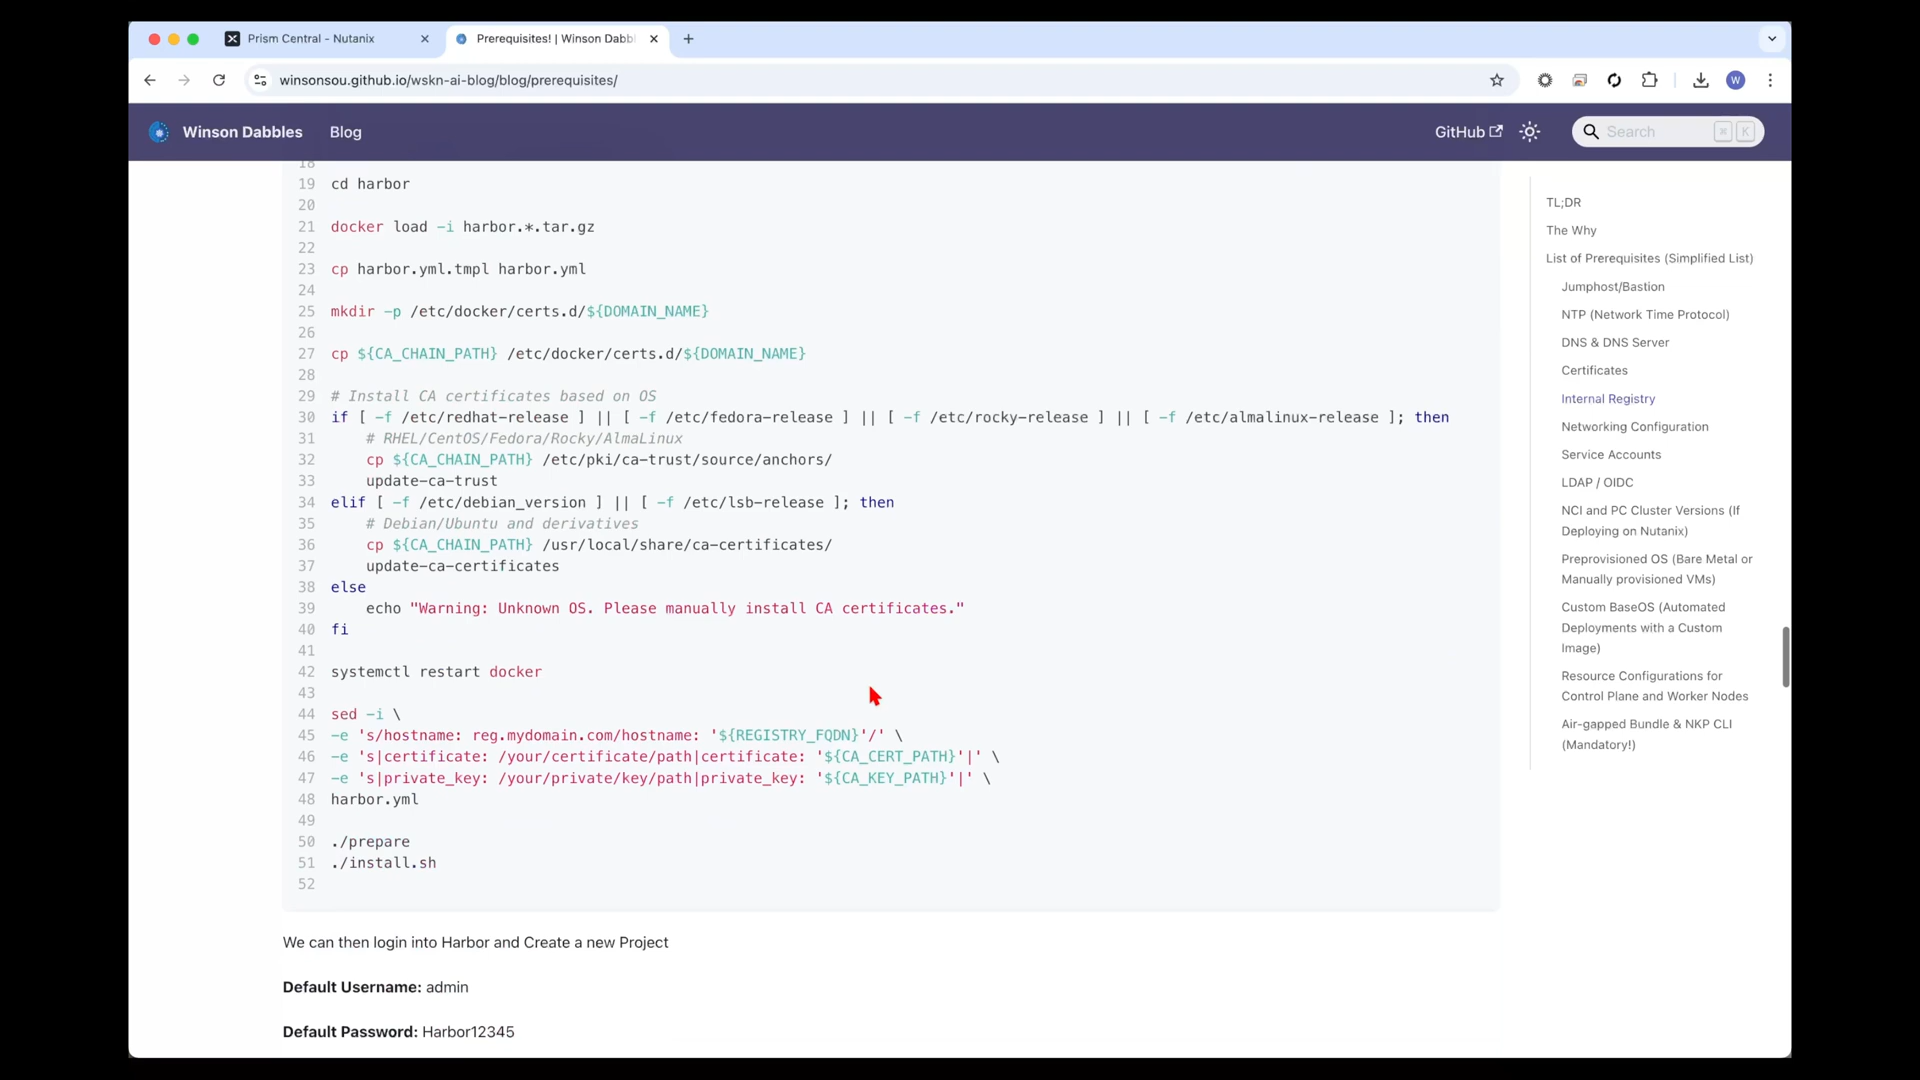 Prism Central - Nutanix
Prerequisites! | Winson Dabbl
winsonsou.github.io/wskn-ai-blog/blog/prerequisites/
W
Winson Dabbles
Blog
GitHub
Search
⌘ K
18
19 cd harbor
20
21 docker load -i harbor.*.tar.gz
22
23 cp harbor.yml.tmpl harbor.yml
24
25 mkdir -p /etc/docker/certs.d/${DOMAIN_NAME}
26
27 cp ${CA_CHAIN_PATH} /etc/docker/certs.d/${DOMAIN_NAME}
28
29 # Install CA certificates based on OS
30 if [ -f /etc/redhat-release ] || [ -f /etc/fedora-release ] || [ -f /etc/rocky-release ] || [ -f /etc/almalinux-release ]; then
31 # RHEL/CentOS/Fedora/Rocky/AlmaLinux
32 cp ${CA_CHAIN_PATH} /etc/pki/ca-trust/source/anchors/
33 update-ca-trust
34 elif [ -f /etc/debian_version ] || [ -f /etc/lsb-release ]; then
35 # Debian/Ubuntu and derivatives
36 cp ${CA_CHAIN_PATH} /usr/local/share/ca-certificates/
37 update-ca-certificates
38 else
39 echo "Warning: Unknown OS. Please manually install CA certificates."
40 fi
41
42 systemctl restart docker
43
44 sed -i \
45 -e 's/hostname: reg.mydomain.com/hostname: '${REGISTRY_FQDN}'/' \
46 -e 's|certificate: /your/certificate/path|certificate: '${CA_CERT_PATH}'|' \
47 -e 's|private_key: /your/private/key/path|private_key: '${CA_KEY_PATH}'|' \
48 harbor.yml
49
50 ./prepare
51 ./install.sh
52
We can then login into Harbor and Create a new Project
Default Username: admin
Default Password: Harbor12345
TL;DR
The Why
List of Prerequisites (Simplified List)
Jumphost/Bastion
NTP (Network Time Protocol)
DNS & DNS Server
Certificates
Internal Registry
Networking Configuration
Service Accounts
LDAP / OIDC
NCI and PC Cluster Versions (If
Deploying on Nutanix)
Preprovisioned OS (Bare Metal or
Manually provisioned VMs)
Custom BaseOS (Automated
Deployments with a Custom
Image)
Resource Configurations for
Control Plane and Worker Nodes
Air-gapped Bundle & NKP CLI
(Mandatory!)